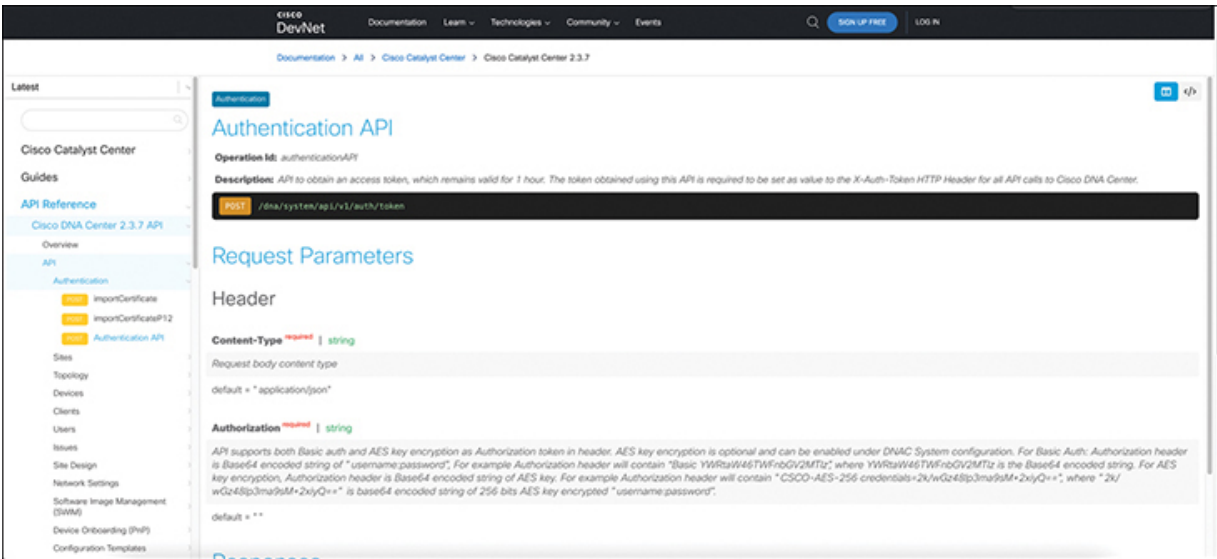 CISCO
DevNet
Documentation Learn Technologies Community Events
SIGN UP FREE
LOG IN
Documentation > All > Cisco Catalyst Center > Cisco Catalyst Center 2.3.7
Latest
Cisco Catalyst Center
Guides
API Reference
Cisco DNA Center 2.3.7 API
Overview
API
Authentication
POST importCertificate
POST importCertificateP12
POST Authentication API
Sites
Topology
Devices
Clients
Users
Issues
Site Design
Network Settings
Software Image Management
(SWIM)
Device Onboarding (PnP)
Configuration Templates
Authentication
</>
Authentication API
Operation Id: authenticationAPI
Description: API to obtain an access token, which remains valid for 1 hour. The token obtained using this API is required to be set as value to the X-Auth-Token HTTP Header for all API calls to Cisco DNA Center.
POST /dna/system/api/v1/auth/token
Request Parameters
Header
Content-Type required | string
Request body content type
default = "application/json"
Authorization required | string
API supports both Basic auth and AES key encryption as Authorization token in header. AES key encryption is optional and can be enabled under DNAC System configuration. For Basic Auth: Authorization header
is Base64 encoded string of "username:password", For example Authorization header will contain "Basic YWRtaW46TWFnbGV2MTIz", where YWRtaW46TWFnbGV2MTIz is the Base64 encoded string. For AES
key encryption, Authorization header is Base64 encoded string of AES key. For example Authorization header will contain "CSCO-AES-256 credentials=2k/wGz48lp3ma9sM+2xiyQ==", where "2k/
wGz48lp3ma9sM+2xiyQ==" is base64 encoded string of 256 bits AES key encrypted "username:password".
default = ""